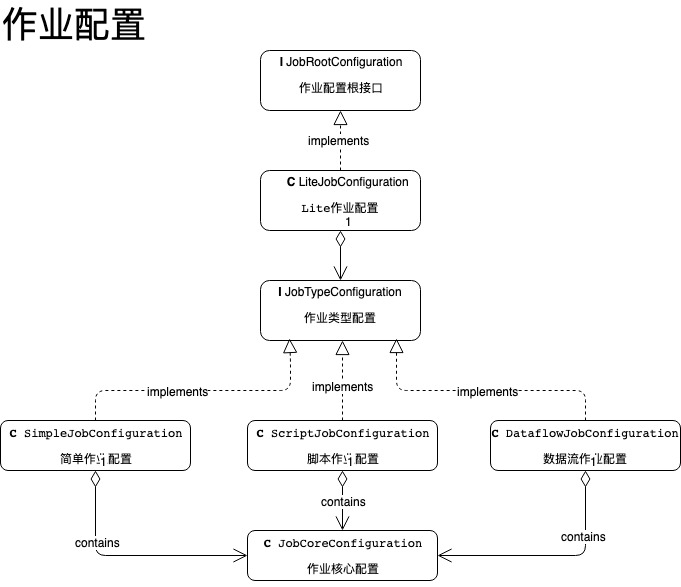 作业配置
I JobRootConfiguration
作业配置根接口
implements
C LiteJobConfiguration
Lite作业配置
1
I JobTypeConfiguration
作业类型配置
implements
implements
implements
C SimpleJobConfiguration
简单作业配置
1
C ScriptJobConfiguration
脚本作业配置
1
C DataflowJobConfiguration
数据流作业配置
1
contains
contains
contains
C JobCoreConfiguration
作业核心配置